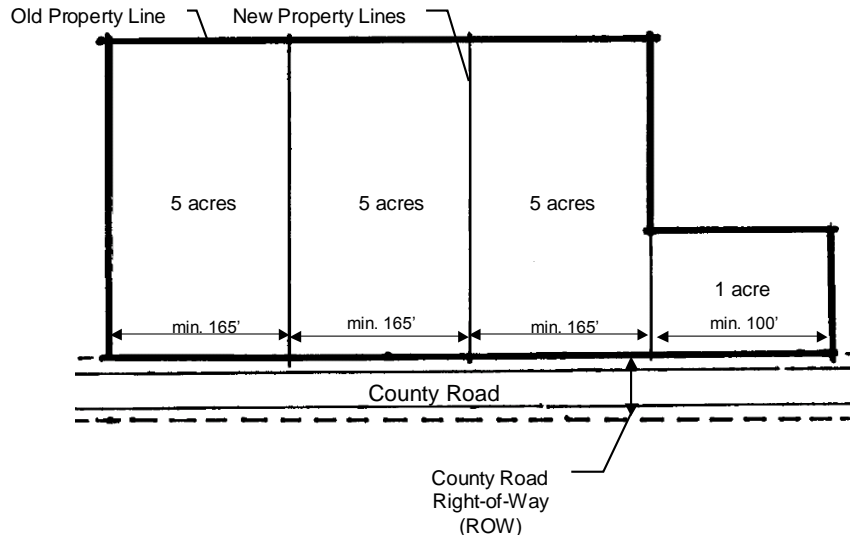 Old Property Line
New Property Lines
5 acres
5 acres
5 acres
1 acre
min. 165’
min. 165’
min. 165’
min. 100’
County Road
County Road
Right-of-Way
(ROW)